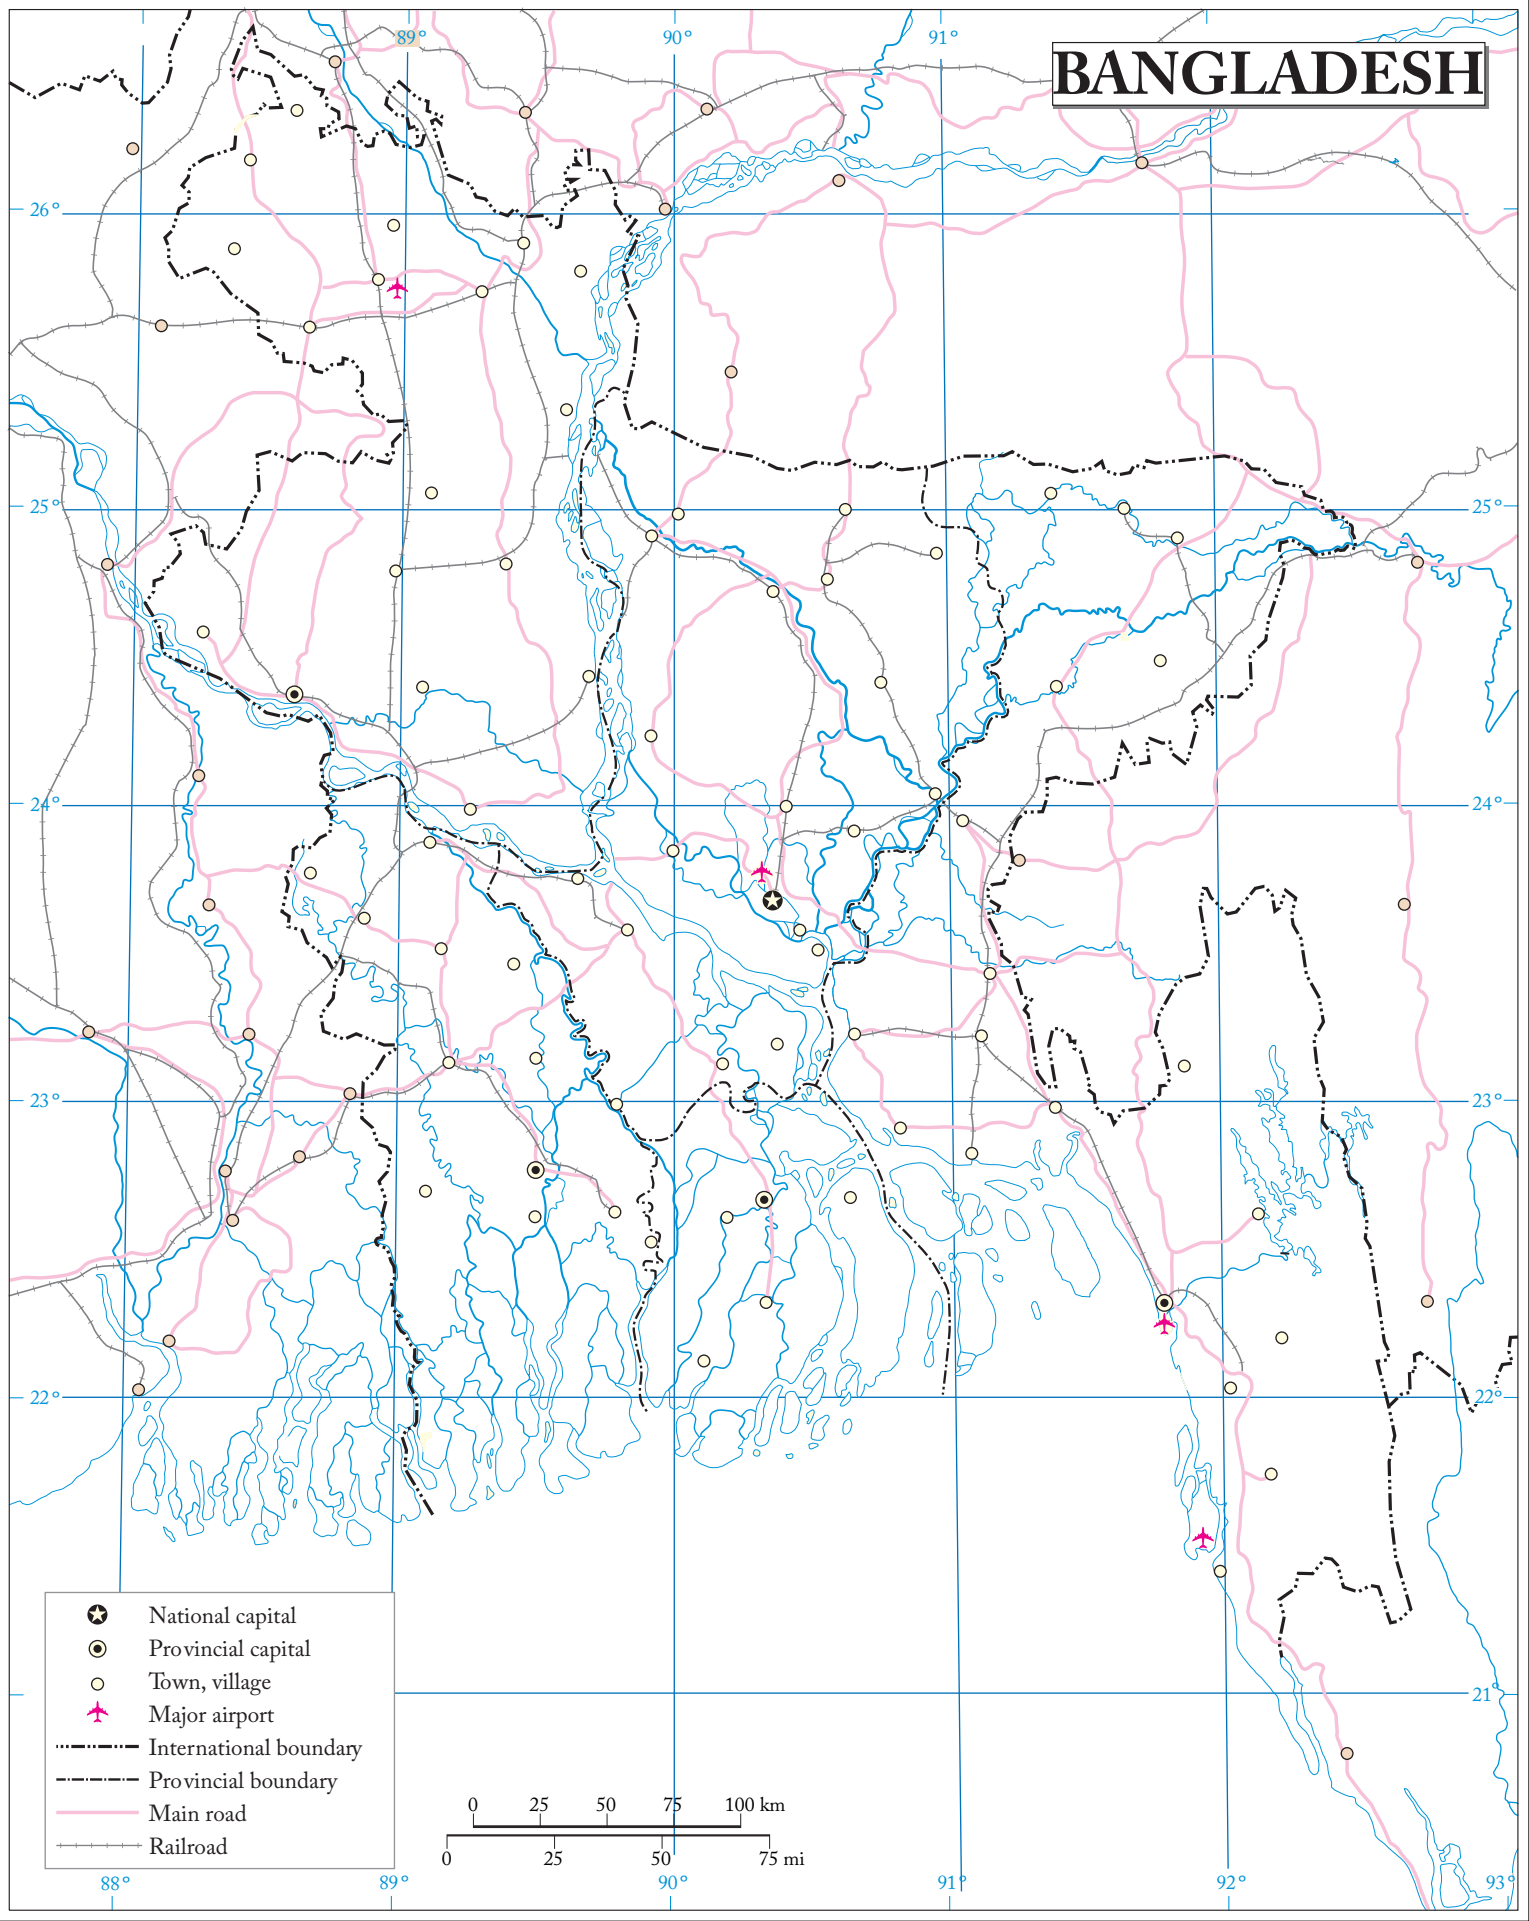 89° 90° 91°
BANGLADESH
26°
25° 25°
24° 24°
23° 23°
22° 22°
National capital
Provincial capital
Town, village
Major airport
International boundary
Provincial boundary
Main road
Railroad
21°
0 25 50 75 100 km
0 25 50 75 mi
88° 89° 90° 91° 92° 93°